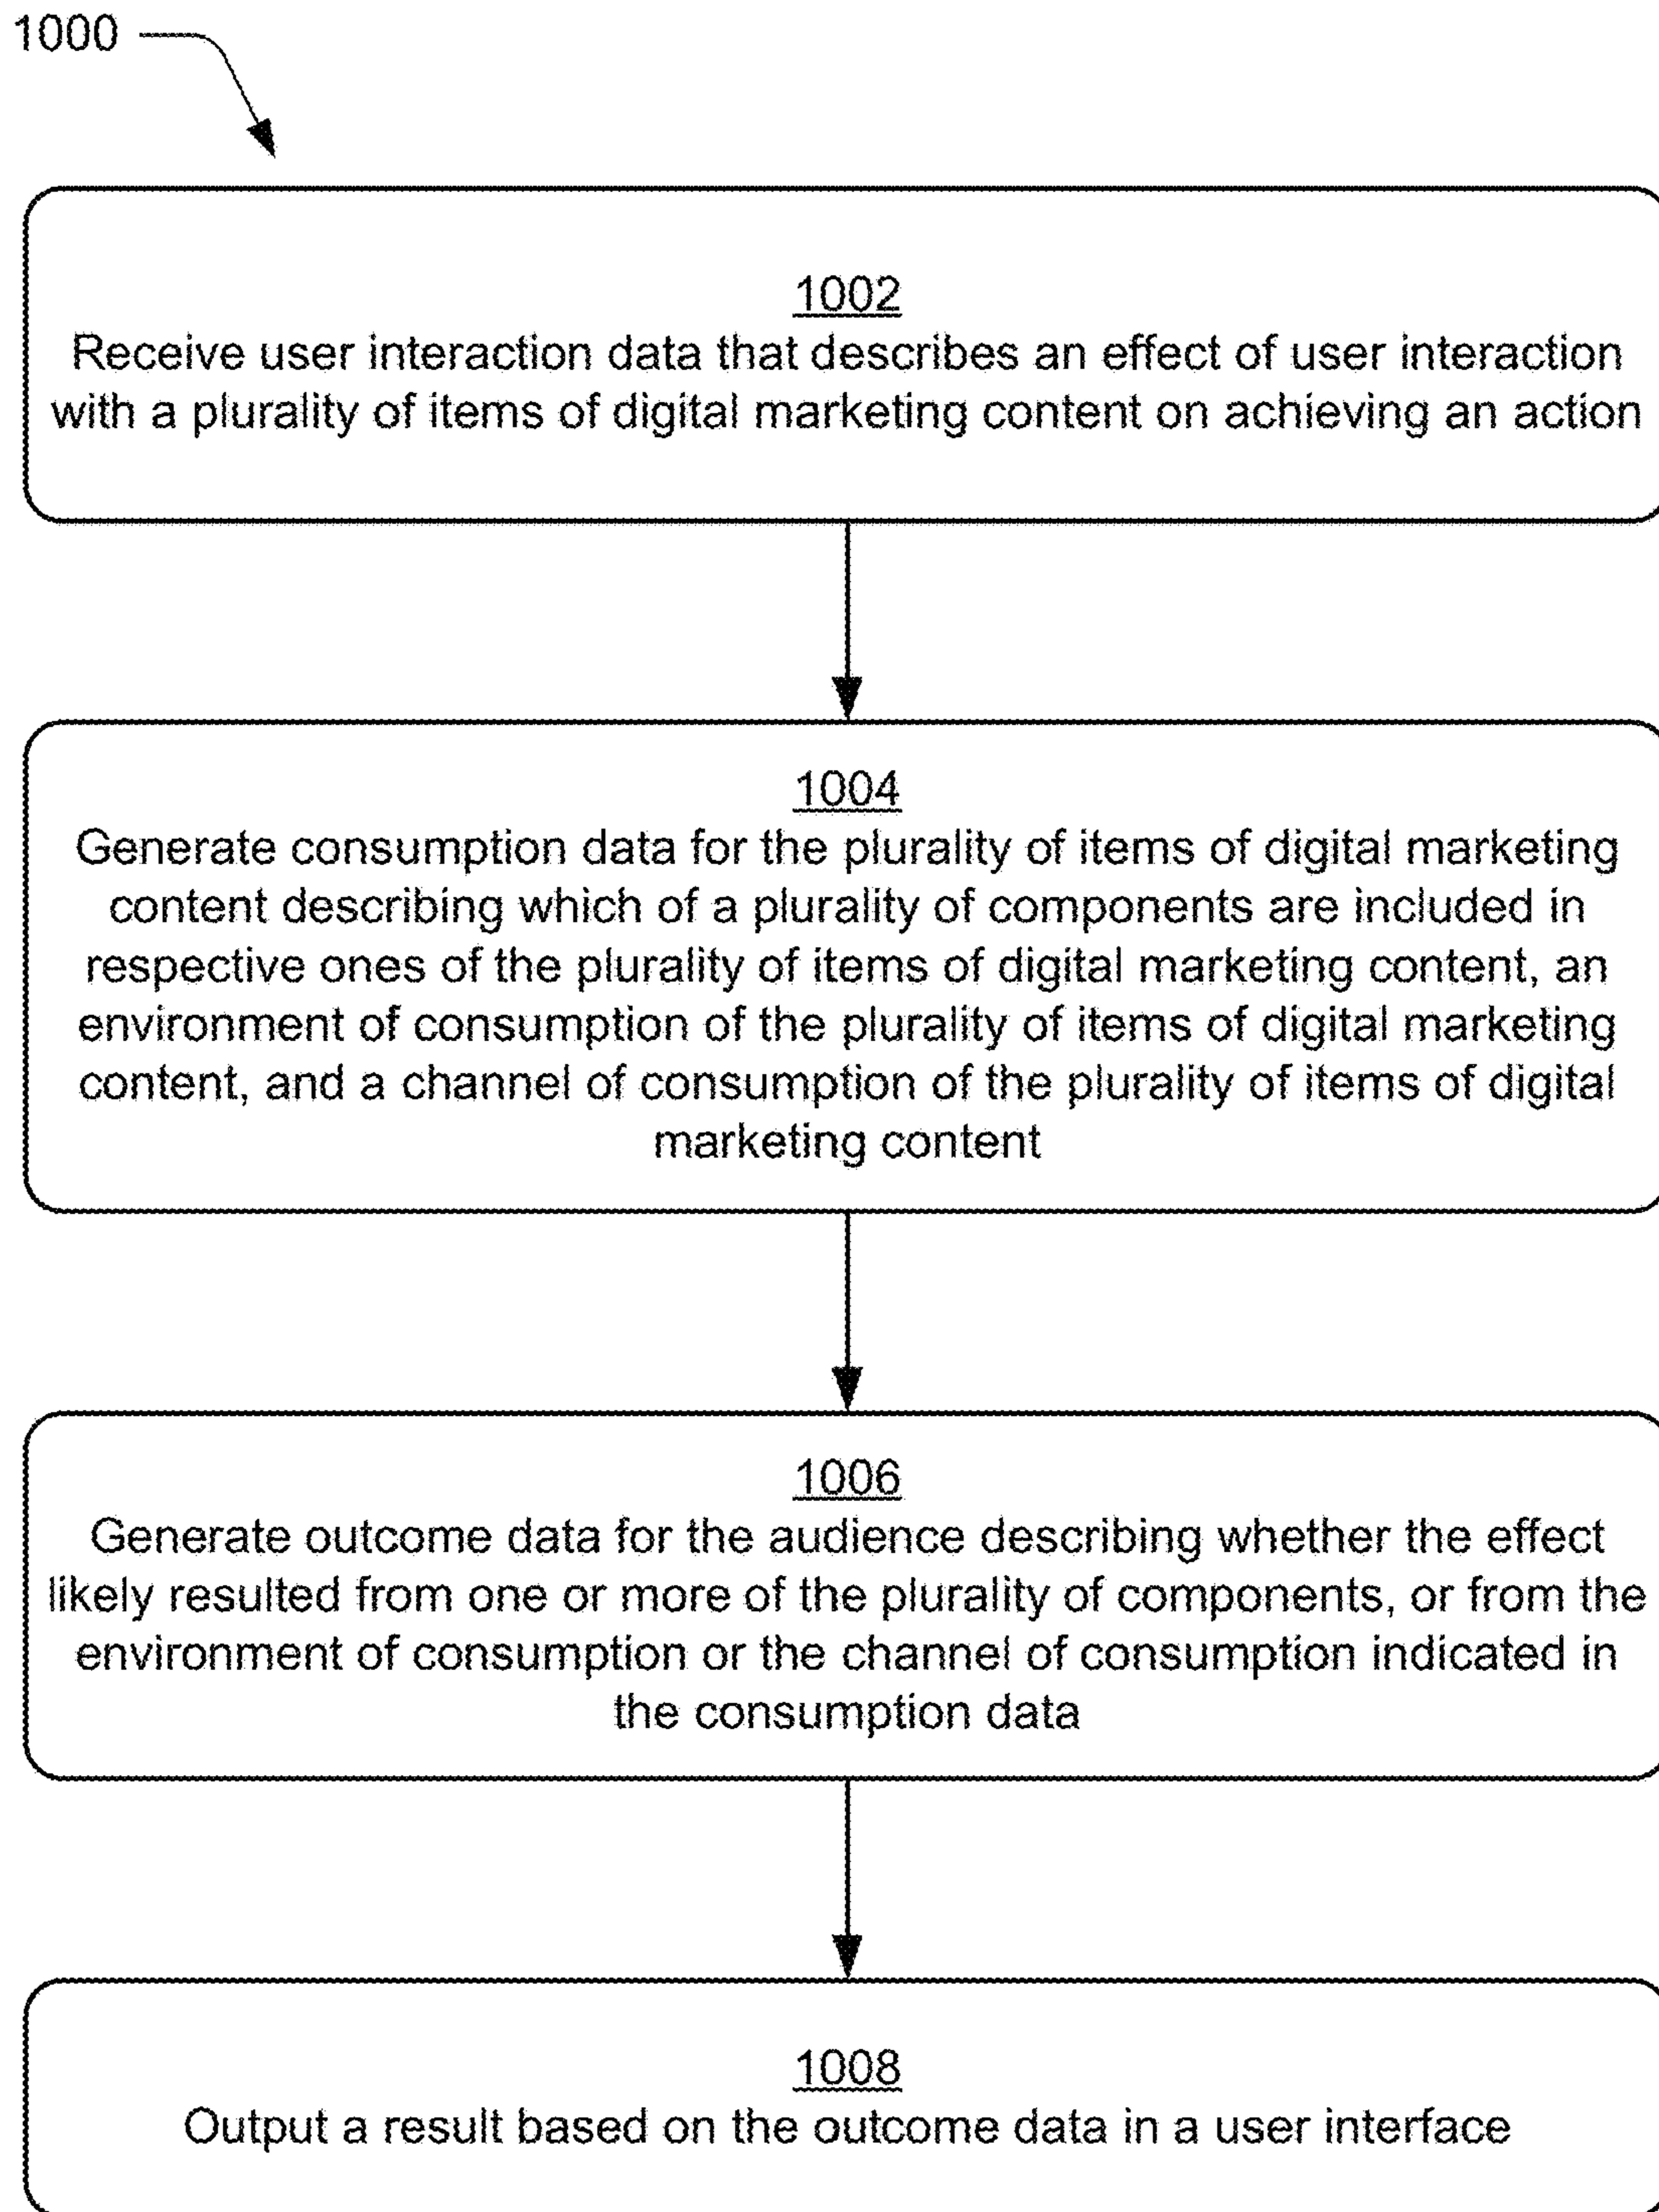 1000
1002
Receive user interaction data that describes an effect of user interaction
with a plurality of items of digital marketing content on achieving an action
1004
Generate consumption data for the plurality of items of digital marketing
content describing which of a plurality of components are included in
respective ones of the plurality of items of digital marketing content, an
environment of consumption of the plurality of items of digital marketing
content, and a channel of consumption of the plurality of items of digital
marketing content
1006
Generate outcome data for the audience describing whether the effect
likely resulted from one or more of the plurality of components, or from the
environment of consumption or the channel of consumption indicated in
the consumption data
1008
Output a result based on the outcome data in a user interface